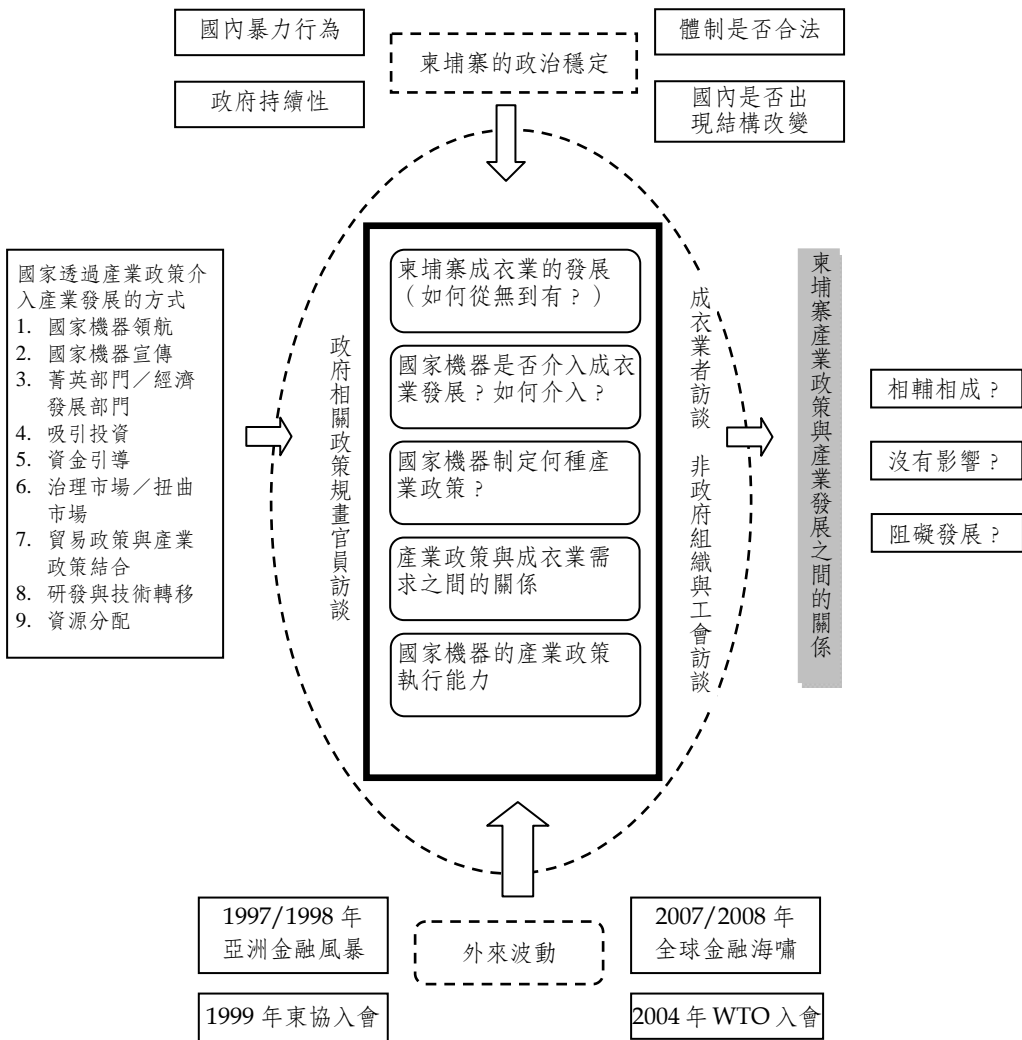 國內暴力行為
柬埔寨的政治穩定
體制是否合法
政府持續性
國內是否出
現結構改變
國家透過產業政策介
入產業發展的方式
1. 國家機器領航
2. 國家機器宣傳
3. 菁英部門／經濟
發展部門
4. 吸引投資
5. 資金引導
6. 治理市場／扭曲
市場
7. 貿易政策與產業
政策結合
8. 研發與技術轉移
9. 資源分配
政府相關政策規畫官員訪談
柬埔寨成衣業的發展
（如何從無到有？）
國家機器是否介入成衣
業發展？如何介入？
國家機器制定何種產
業政策？
產業政策與成衣業需
求之間的關係
國家機器的產業政策
執行能力
成衣業者訪談 非政府組織與工會訪談
柬埔寨產業政策與產業發展之間的關係
相輔相成？
沒有影響？
阻礙發展？
1997/1998 年
亞洲金融風暴
外來波動
2007/2008 年
全球金融海嘯
1999 年東協入會
2004 年 WTO 入會